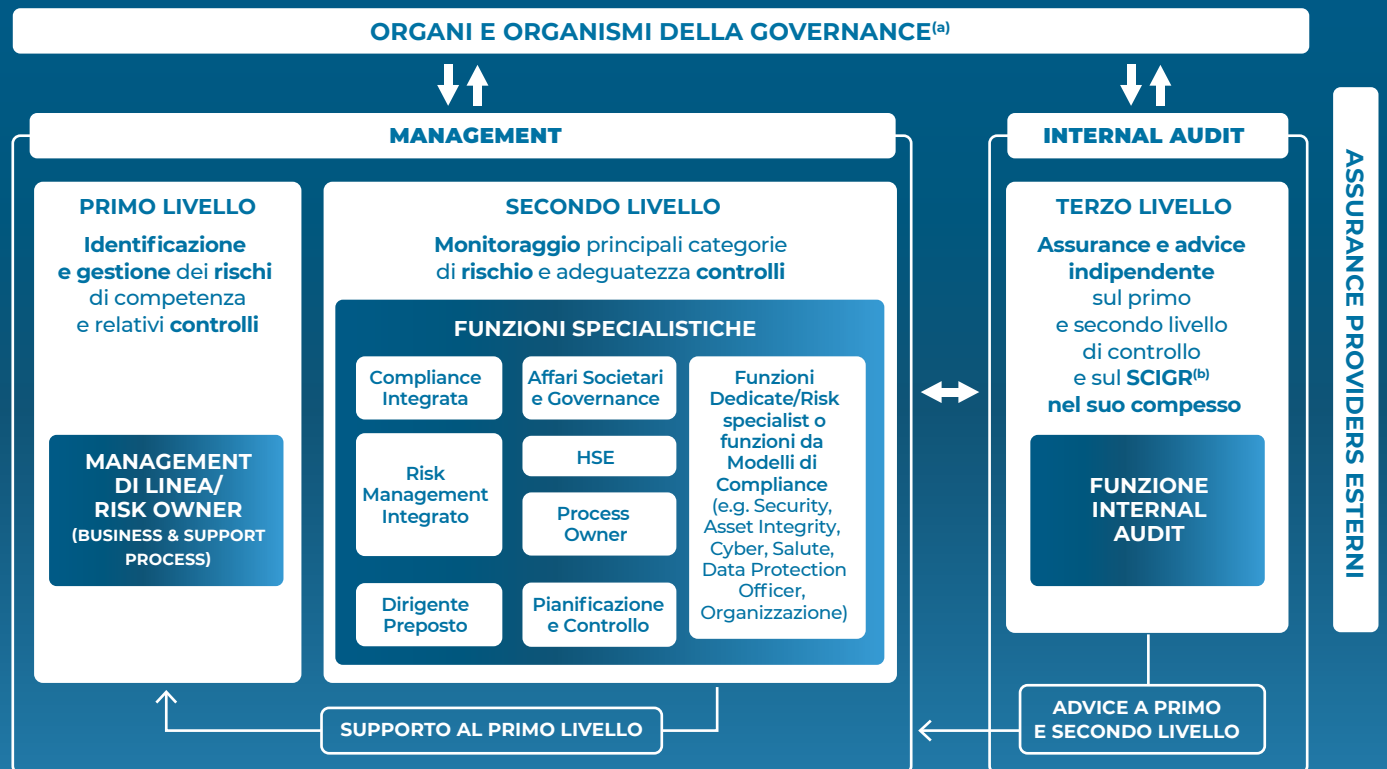 ORGANI E ORGANISMI DELLA GOVERNANCE(a)
MANAGEMENT
PRIMO LIVELLO
Identificazione
e gestione dei rischi
di competenza
e relativi controlli
MANAGEMENT
DI LINEA/
RISK OWNER
(BUSINESS & SUPPORT
PROCESS)
SECONDO LIVELLO
Monitoraggio principali categorie
di rischio e adeguatezza controlli
FUNZIONI SPECIALISTICHE
Compliance
Integrata
Risk
Management
Integrato
Dirigente
Preposto
Affari Societari
e Governance
HSE
Process
Owner
Pianificazione
e Controllo
Funzioni
Dedicate/Risk
specialist o
funzioni da
Modelli di
Compliance
(e.g. Security,
Asset Integrity,
Cyber, Salute,
Data Protection
Officer,
Organizzazione)
SUPPORTO AL PRIMO LIVELLO
INTERNAL AUDIT
TERZO LIVELLO
Assurance e advice
indipendente
sul primo
e secondo livello
di controllo
e sul SCIGR(b)
nel suo compesso
FUNZIONE
INTERNAL
AUDIT
ADVICE A PRIMO
E SECONDO LIVELLO
ASSURANCE PROVIDERS ESTERNI